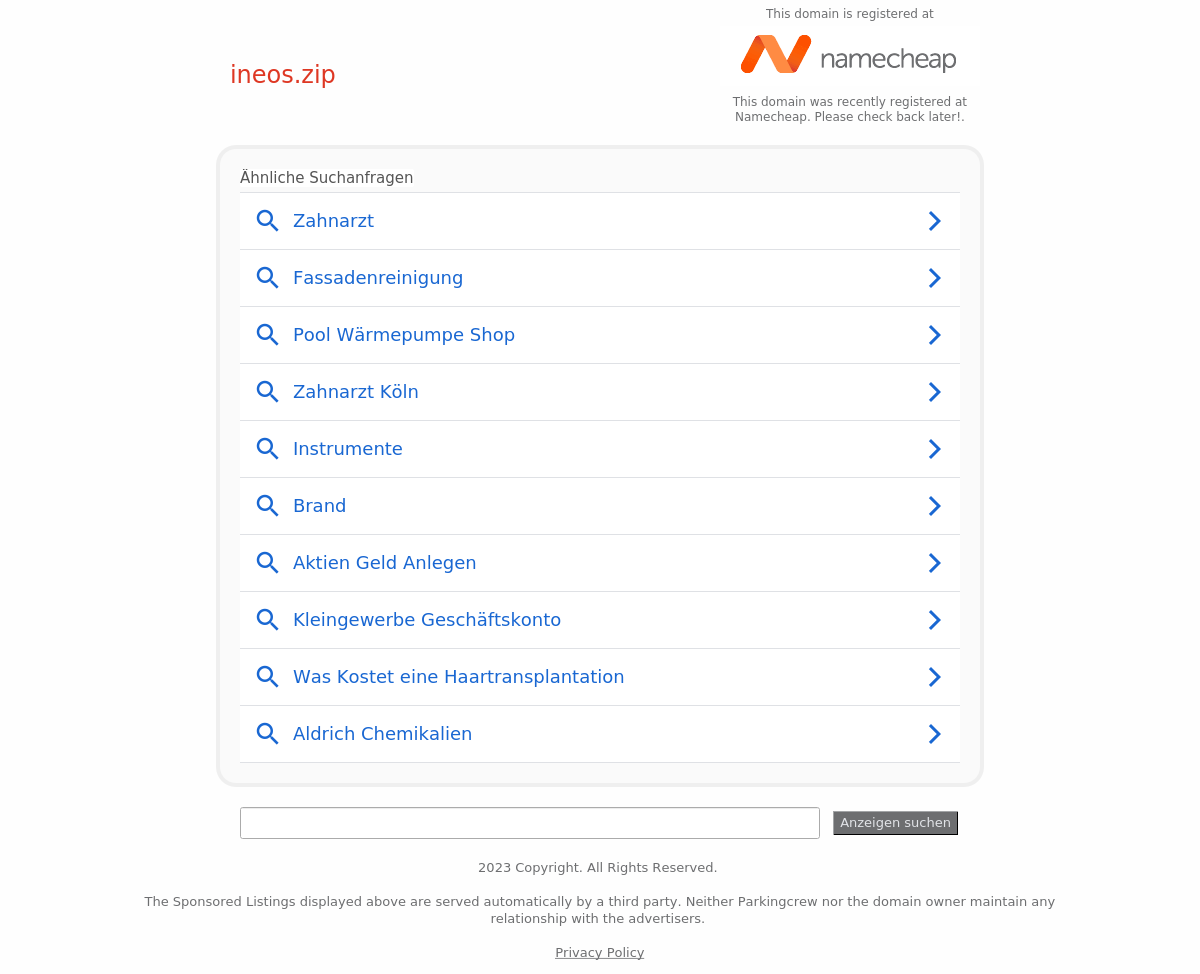 This domain is registered at
namecheap
ineos.zip
This domain was recently registered at
Namecheap. Please check back later!.
Ähnliche Suchanfragen
Zahnarzt
Fassadenreinigung
Pool Wärmepumpe Shop
Zahnarzt Köln
Instrumente
Brand
Aktien Geld Anlegen
Kleingewerbe Geschäftskonto
Was Kostet eine Haartransplantation
Aldrich Chemikalien
Anzeigen suchen
2023 Copyright. All Rights Reserved.
The Sponsored Listings displayed above are served automatically by a third party. Neither Parkingcrew nor the domain owner maintain any
relationship with the advertisers.
Privacy Policy